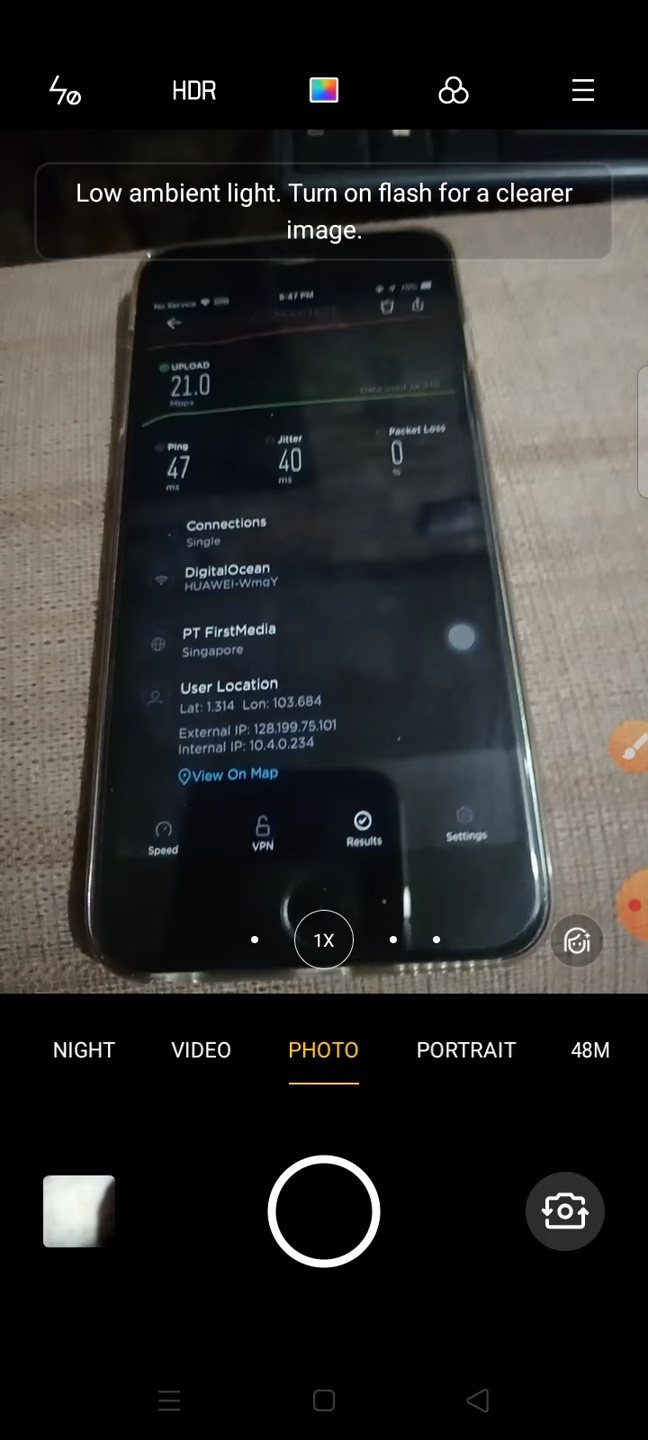 HDR
Low ambient light. Turn on flash for a clearer
image.
No Service
8:47 PM
UPLOAD
21.0
Mbps
Ping
Jitter
Packet Loss
47
40
0
ms
ms
%
Connections
Single
DigitalOcean
HUAWEI-WmqY
PT FirstMedia
Singapore
User Location
Lat: 1.314 Lon: 103.684
External IP: 128.199.75.101
Internal IP: 10.4.0.234
View On Map
Speed
VPN
Results
Settings
1X
NIGHT
VIDEO
PHOTO
PORTRAIT
48M